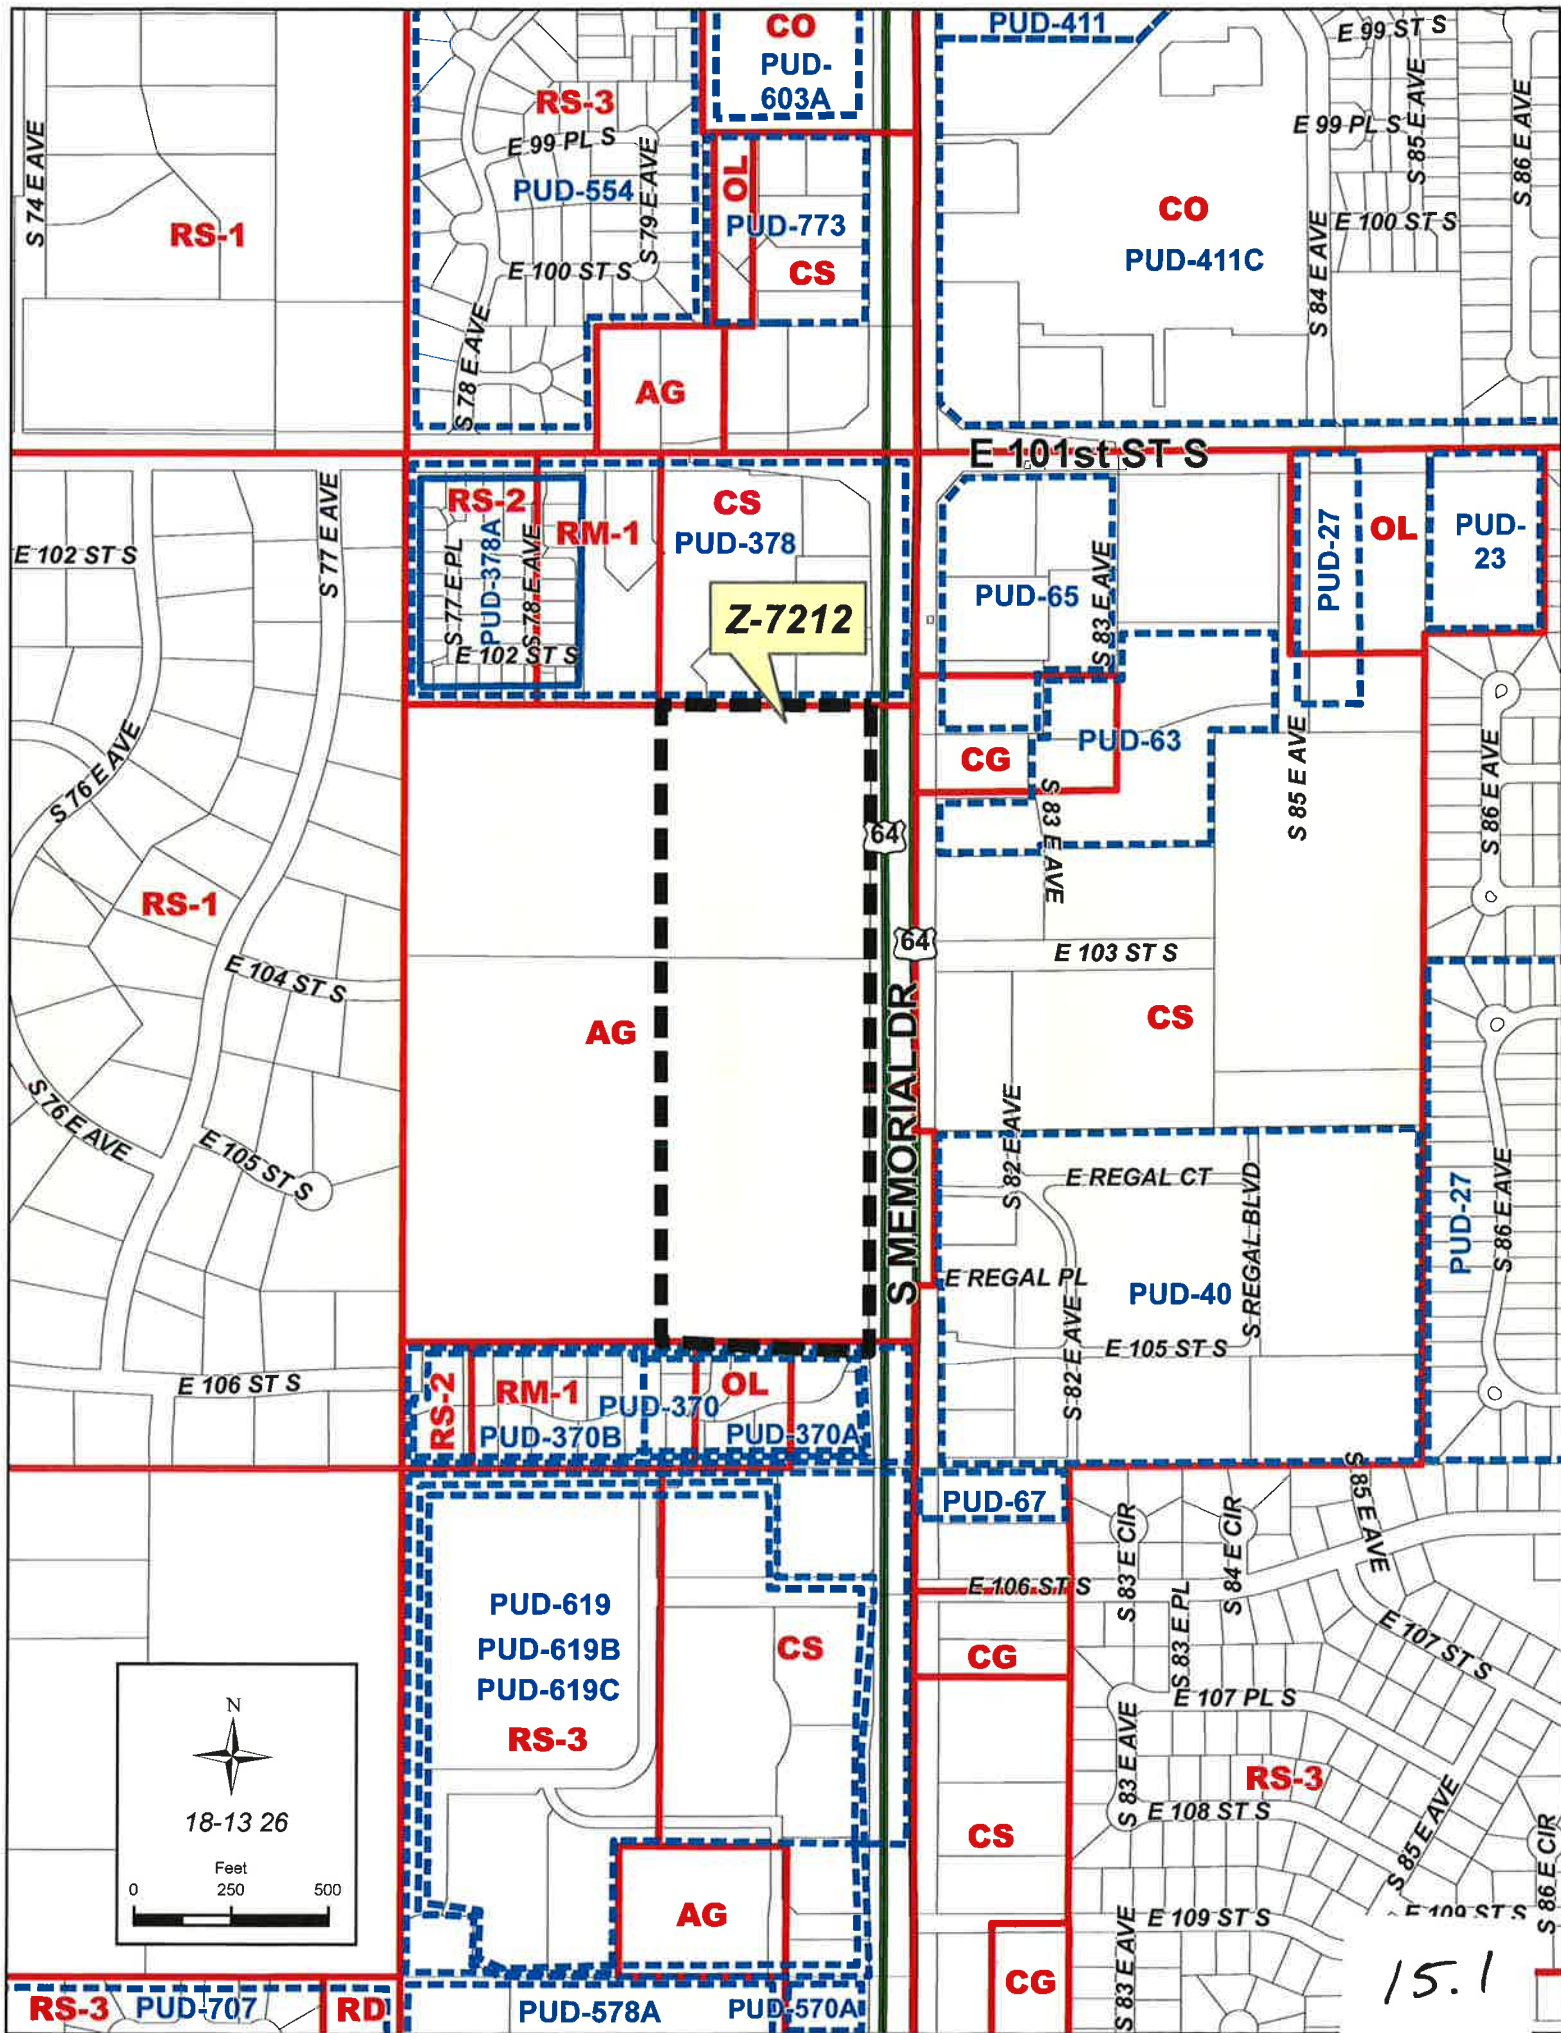 CO
PUD-411
E 99 ST S
PUD-
603A
RS-3
E 99 PL S
S 79 E AVE
PUD-554
OL
PUD-773
CS
E 100 ST S
S 78 E AVE
AG
S 74 E AVE
RS-1
CO
PUD-411C
E 99 PL S
S 85 E AVE
E 100 ST S
S 84 E AVE
S 86 E AVE
E 101st ST S
RS-2
RM-1
CS
PUD-378
S 77 E PL
PUD-378A
S 78 E AVE
E 102 ST S
Z-7212
E 102 ST S
S 77 E AVE
S 76 E AVE
RS-1
E 104 ST S
S 76 E AVE
E 105 ST S
E 106 ST S
PUD-65
S 83 E AVE
PUD-27
OL
PUD-
23
CG
PUD-63
S 83 E AVE
S 85 E AVE
S 86 E AVE
64
64
E 103 ST S
AG
CS
S MEMORIAL DR
S 82 E AVE
E REGAL CT
S REGAL BLVD
E REGAL PL
PUD-40
S 82 E AVE
E 105 ST S
PUD-27
S 86 E AVE
RS-2
RM-1
PUD-370
OL
PUD-370B
PUD-370A
PUD-67
S 83 E CIR
S 84 E CIR
S 85 E AVE
E 106 ST S
S 83 E PL
E 107 ST S
PUD-619
PUD-619B
PUD-619C
RS-3
CS
CG
E 107 PL S
S 83 E AVE
RS-3
E 108 ST S
S 85 E AVE
CS
S 86 E CIR
N
18-13 26
Feet
0 250 500
AG
E 109 ST S
E 109 ST S
S 83 E AVE
CG
15.1
RS-3
PUD-707
RD
PUD-578A
PUD-570A